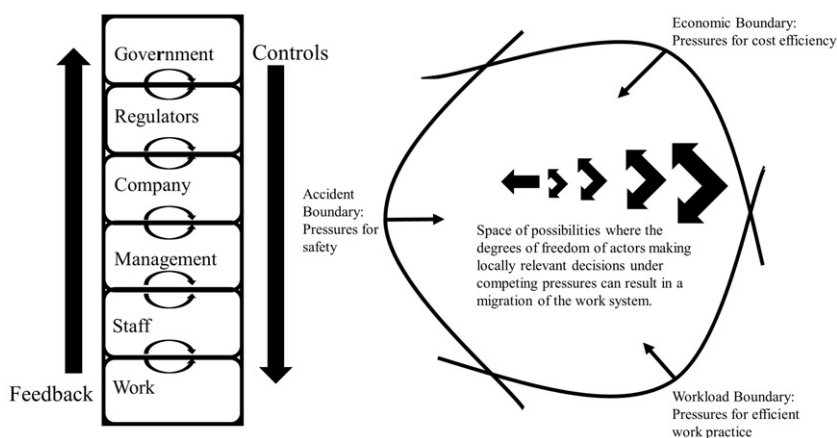 Government
Regulators
Company
Management
Staff
Work
Feedback
Controls
Economic Boundary:
Pressures for cost efficiency
Accident
Boundary:
Pressures for
safety
Space of possibilities where the
degrees of freedom of actors making
locally relevant decisions under
competing pressures can result in a
migration of the work system.
Workload Boundary:
Pressures for efficient
work practice